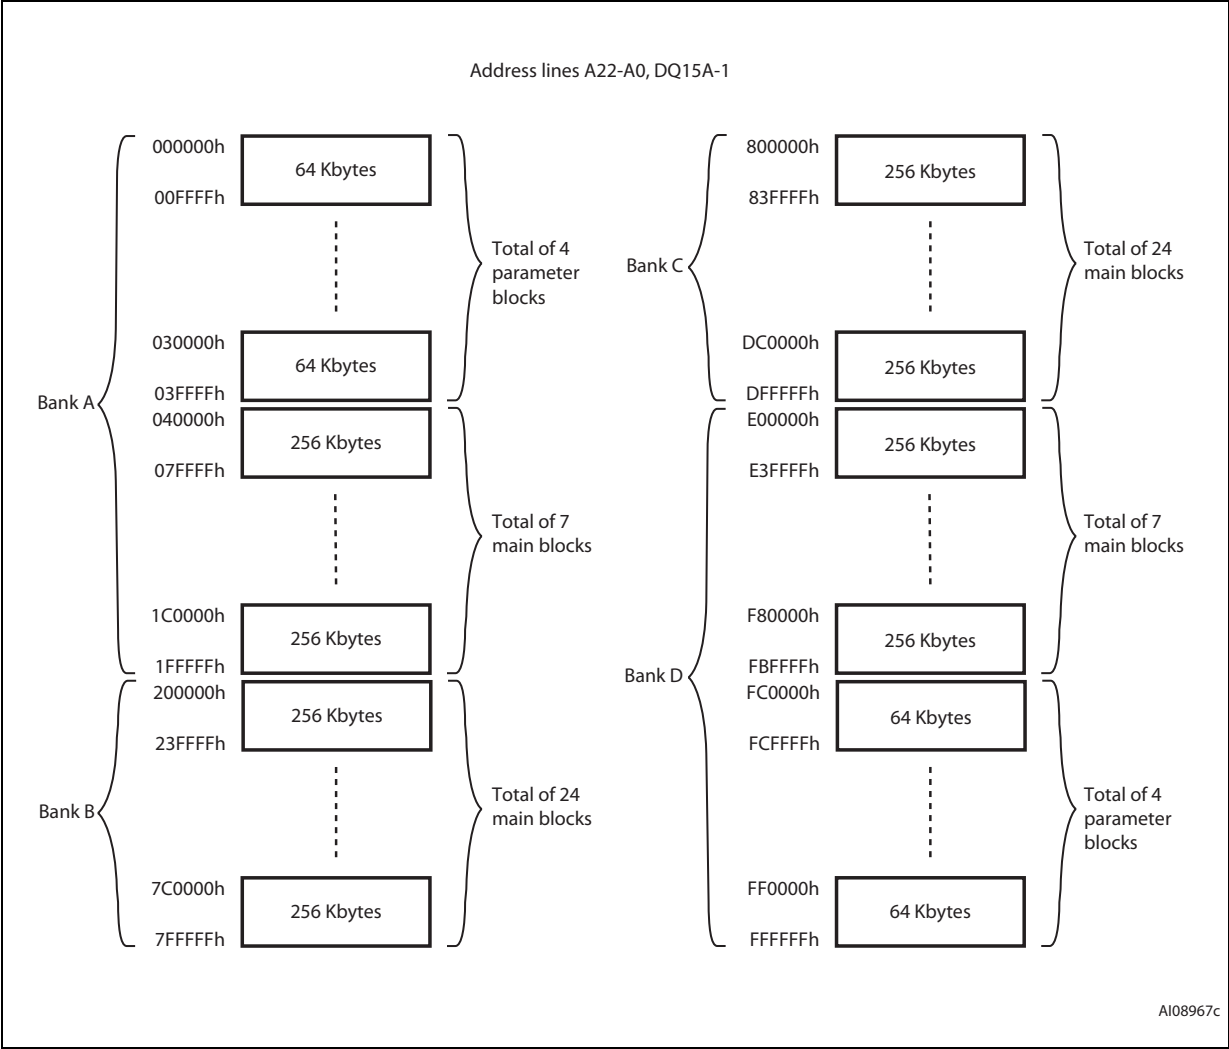 Address lines A22-A0, DQ15A-1
Bank A
000000h
64 Kbytes
00FFFFh
Total of 4
parameter
blocks
030000h
64 Kbytes
03FFFFh
040000h
256 Kbytes
07FFFFh
Total of 7
main blocks
1C0000h
256 Kbytes
1FFFFFh
Bank B
200000h
256 Kbytes
23FFFFh
Total of 24
main blocks
7C0000h
256 Kbytes
7FFFFFh
Bank C
800000h
256 Kbytes
83FFFFh
Total of 24
main blocks
DC0000h
256 Kbytes
DFFFFFh
Bank D
E00000h
256 Kbytes
E3FFFFh
Total of 7
main blocks
F80000h
256 Kbytes
FBFFFFh
FC0000h
64 Kbytes
FCFFFFh
Total of 4
parameter
blocks
FF0000h
64 Kbytes
FFFFFFh
AI08967c